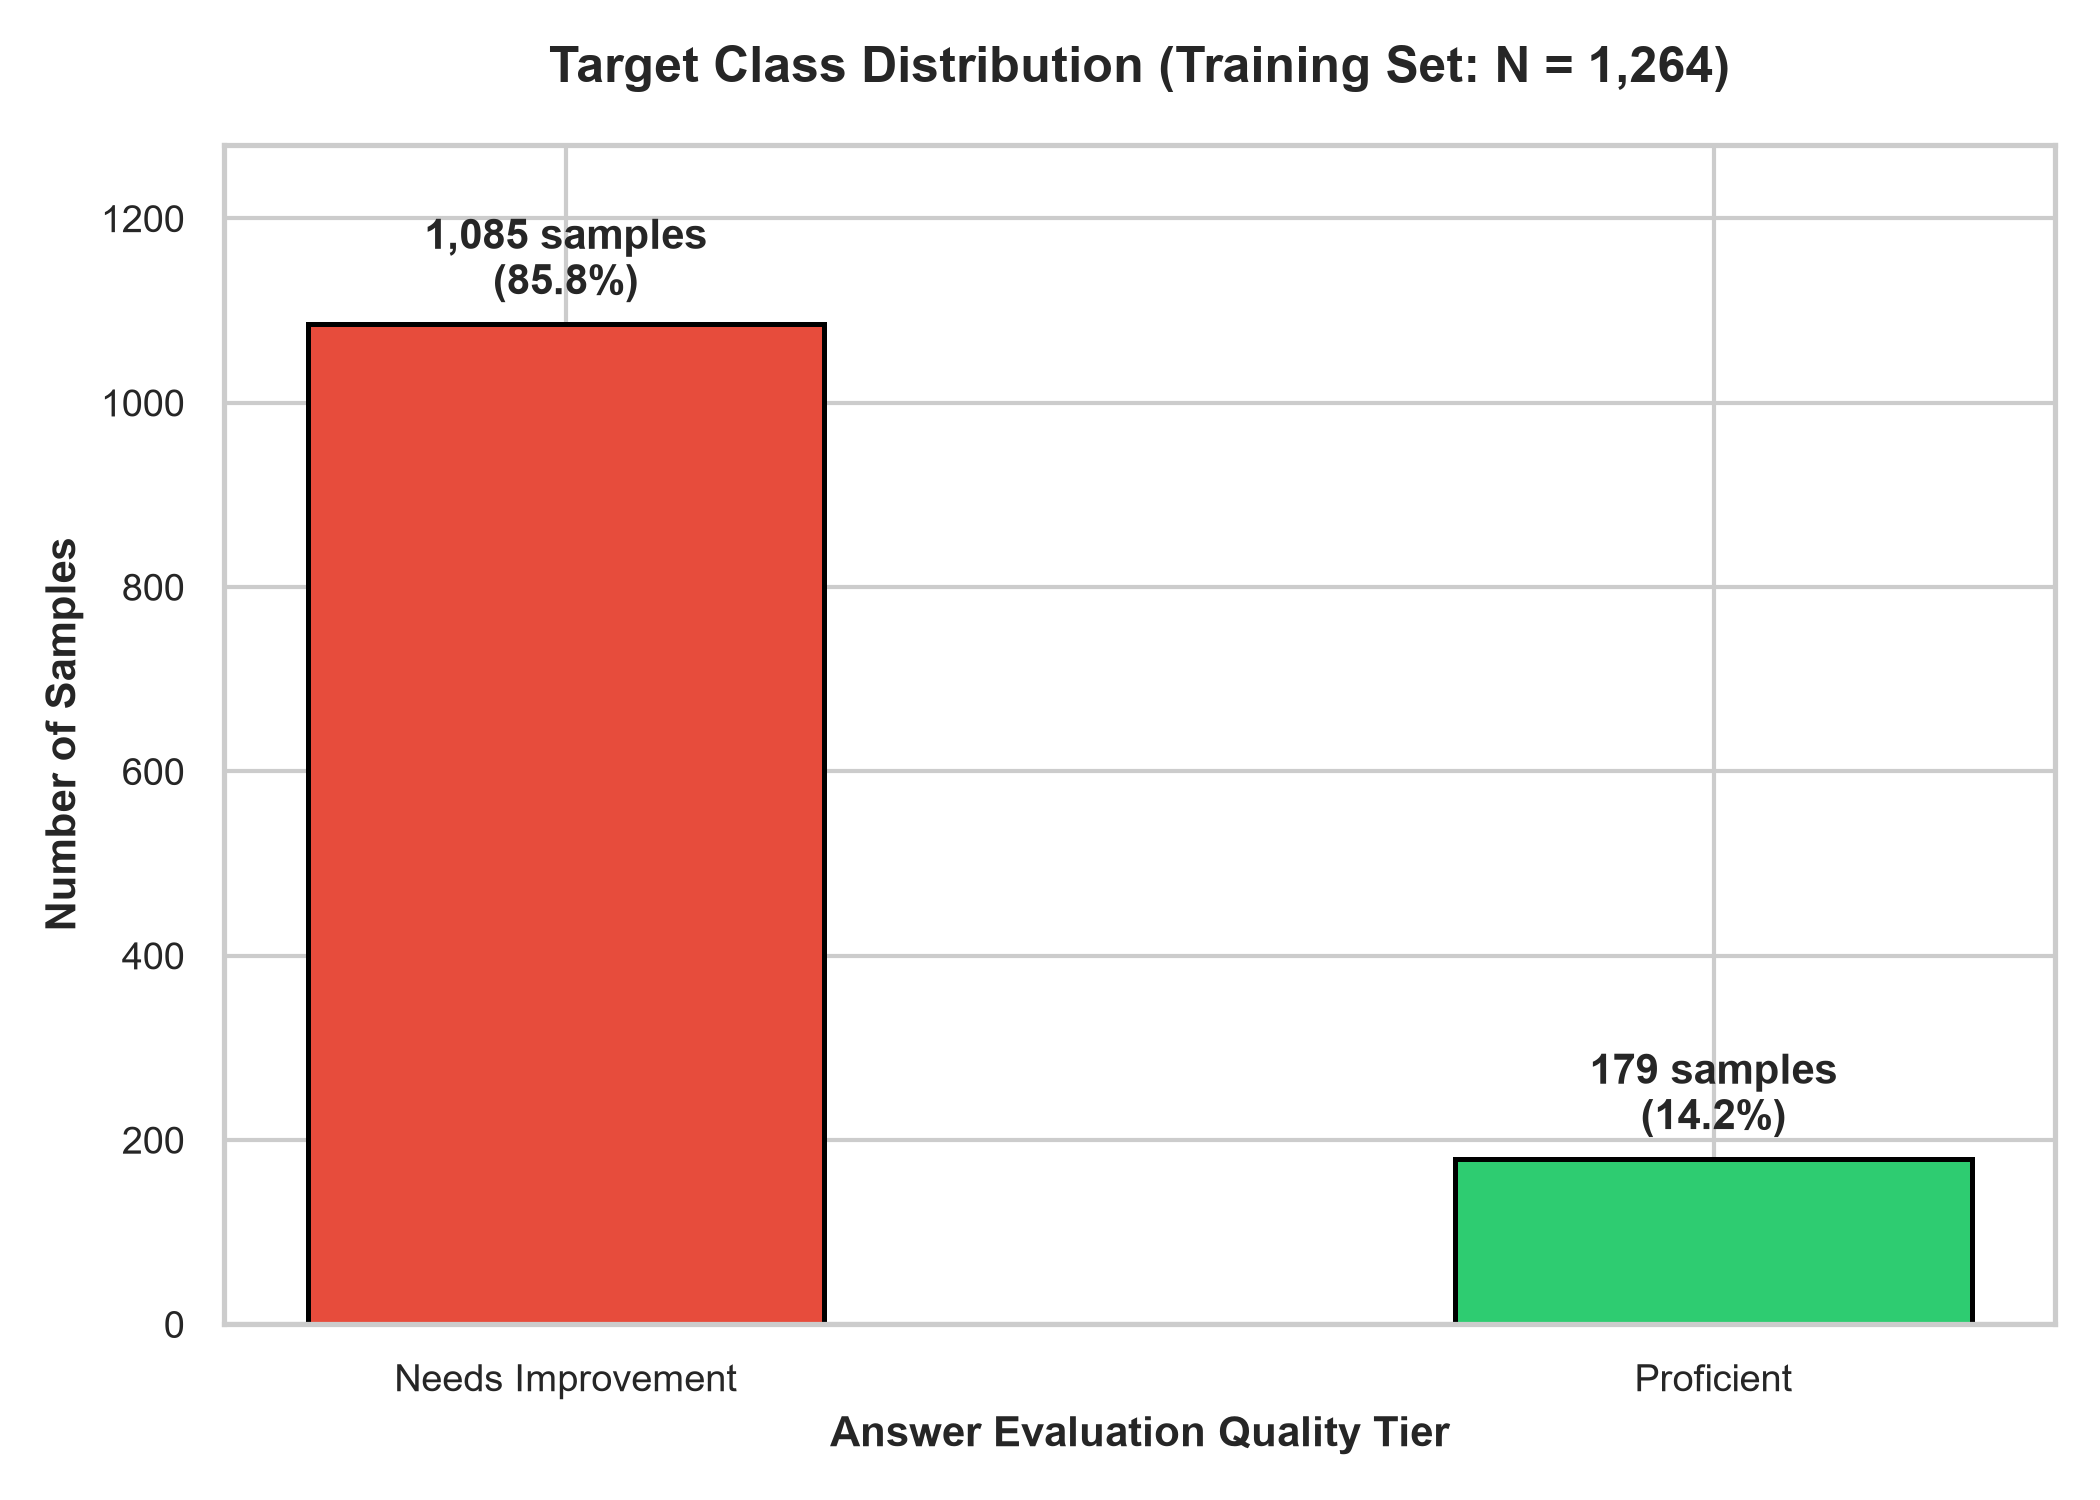 Target Class Distribution (Training Set: N = 1,264)
1200
1,085 samples
(85.8%)
1000
800
600
400
200
0
Number of Samples
179 samples
(14.2%)
Needs Improvement
Proficient
Answer Evaluation Quality Tier